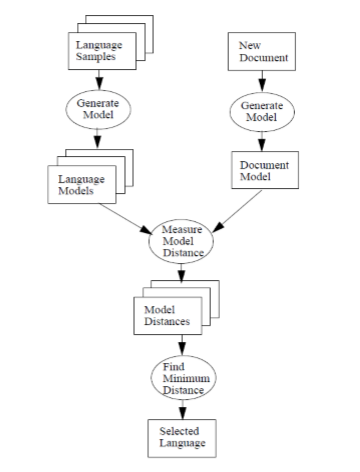 Language
Samples
New
Document
Generate
Model
Generate
Model
Language
Models
Document
Model
Measure
Model
Distance
Model
Distances
Find
Minimum
Distance
Selected
Language